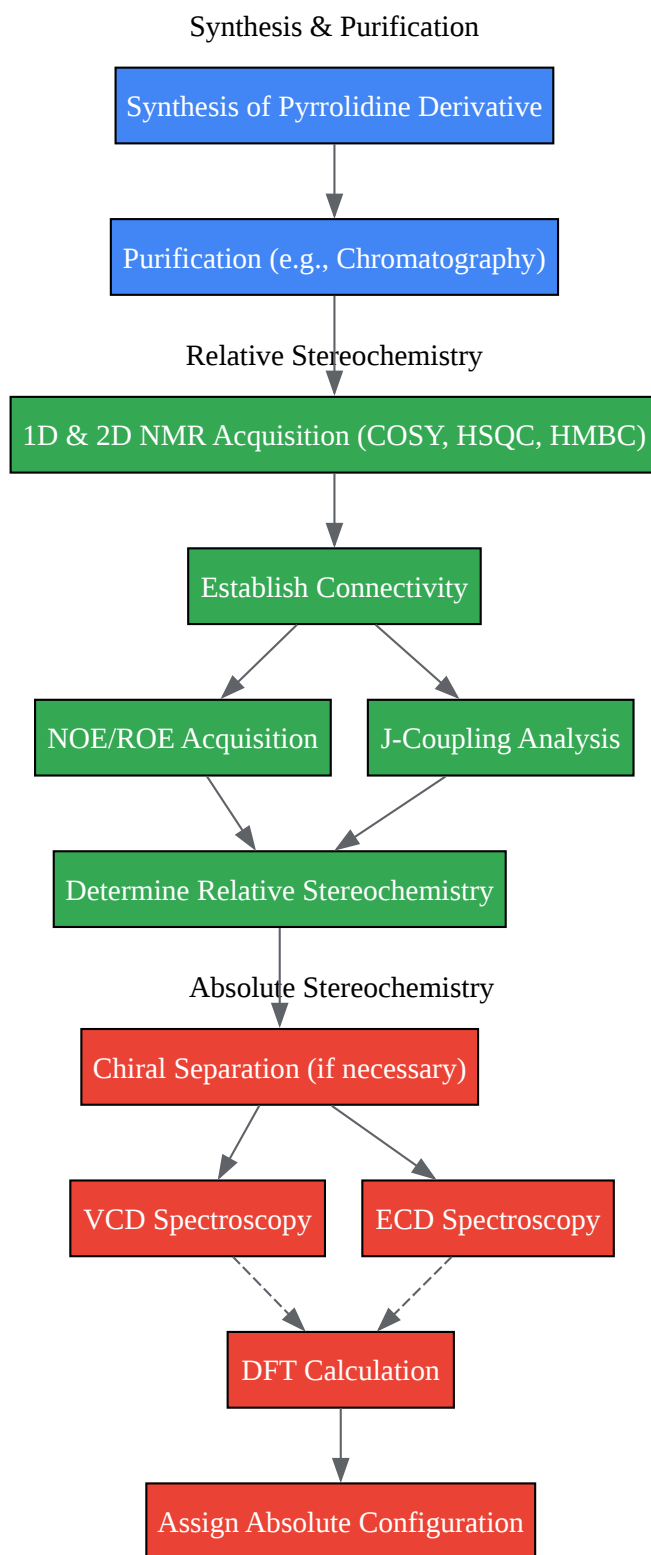 Synthesis & Purification
Synthesis of Pyrrolidine Derivative
Purification (e.g., Chromatography)
Relative Stereochemistry
1D & 2D NMR Acquisition (COSY, HSQC, HMBC)
Establish Connectivity
NOE/ROE Acquisition
J-Coupling Analysis
Determine Relative Stereochemistry
Absolute Stereochemistry
Chiral Separation (if necessary)
VCD Spectroscopy
ECD Spectroscopy
DFT Calculation
Assign Absolute Configuration